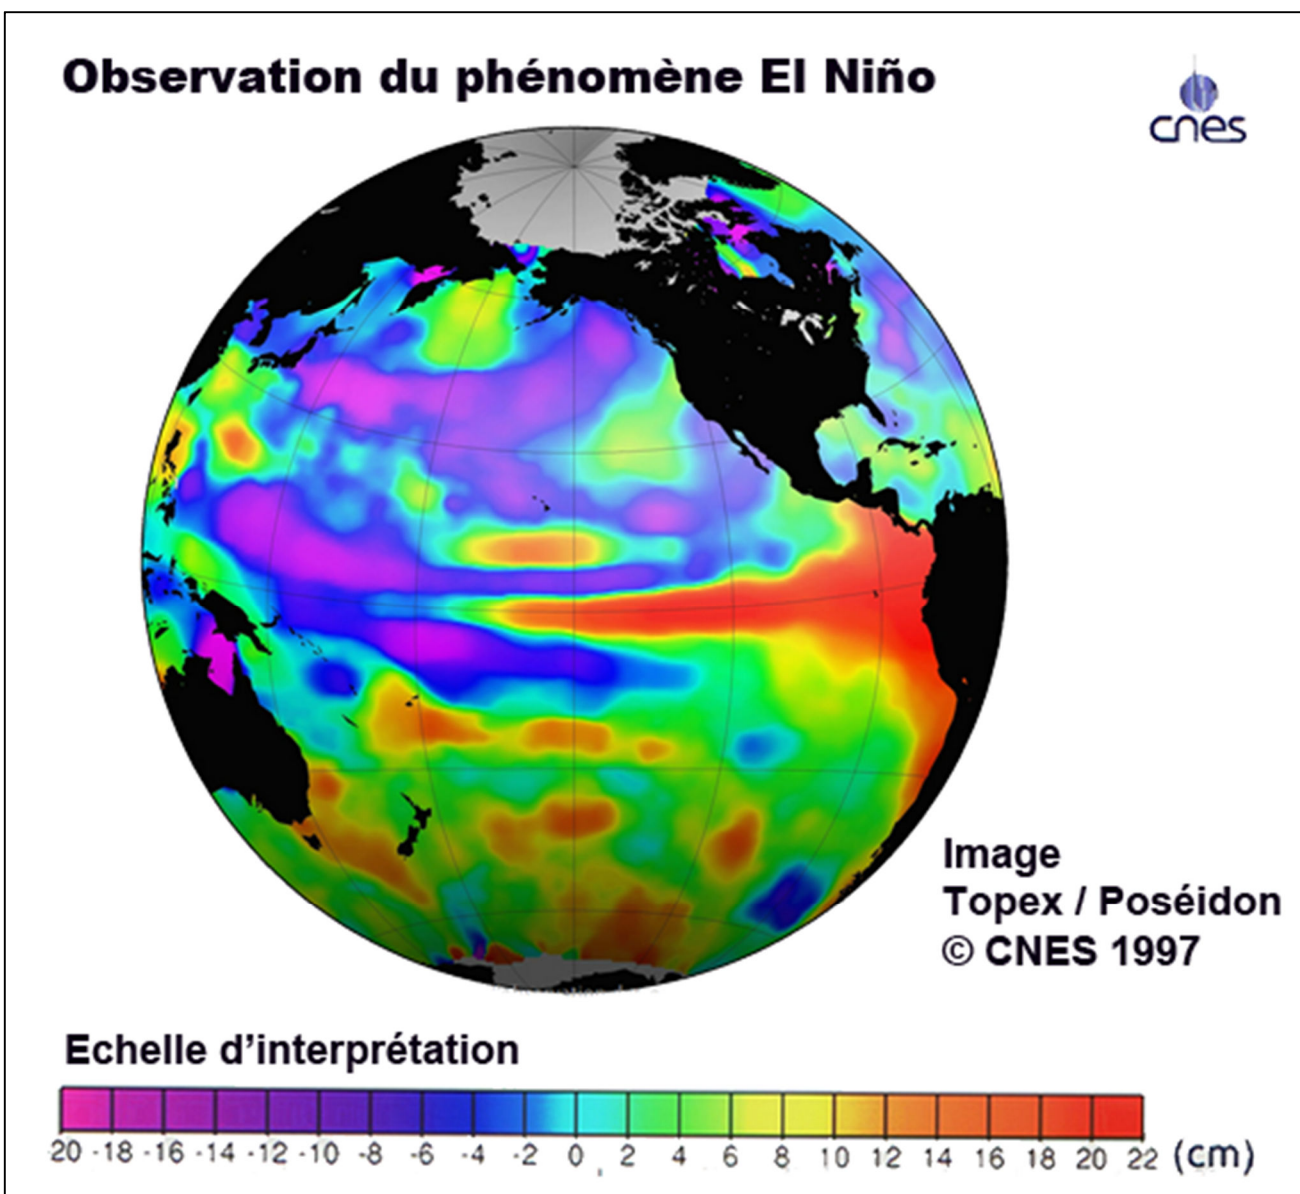 Observation du phénomène El Niño
cnes
Image
Topex / Poséidon
© CNES 1997
Echelle d'interprétation
-20 -18 -16 -14 -12 -10 -8 -6 -4 -2 0 2 4 6 8 10 12 14 16 18 20 22 (cm)